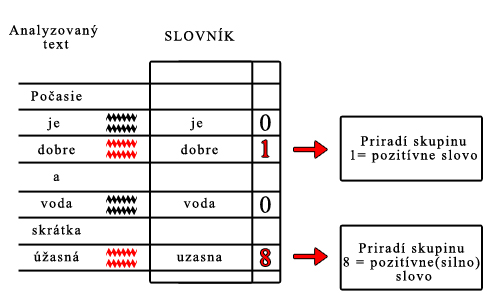 Analyzovaný
text
SLOVNÍK
Počasie
je je 0
dobre dobre 1
a
voda voda 0
skrátka
úžasná uzasna 8
Priradí skupinu
1= pozitívne slovo
Priradí skupinu
8 = pozitívne(silno)
slovo